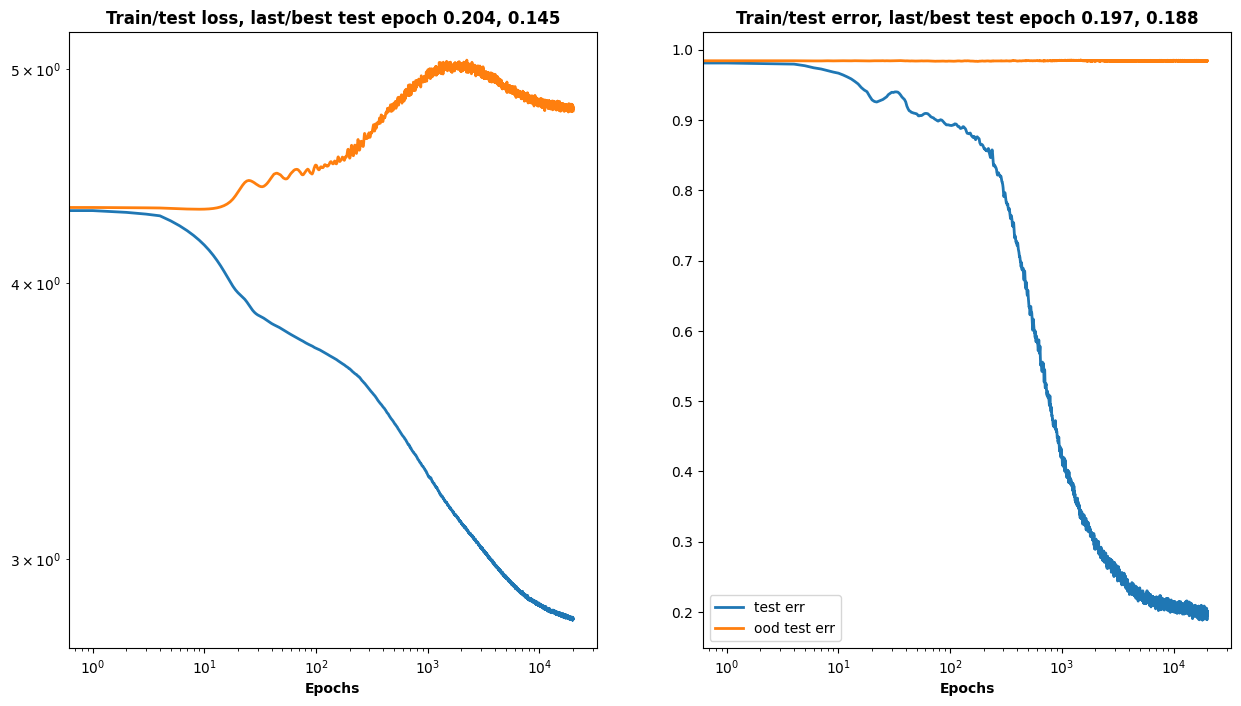 Train/test loss, last/best test epoch 0.204, 0.145
5 × 10⁰
4 × 10⁰
3 × 10⁰
10⁰ 10¹ 10² 10³ 10⁴
Epochs
Train/test error, last/best test epoch 0.197, 0.188
1.0
0.9
0.8
0.7
0.6
0.5
0.4
0.3
0.2
test err
ood test err
10⁰ 10¹ 10² 10³ 10⁴
Epochs